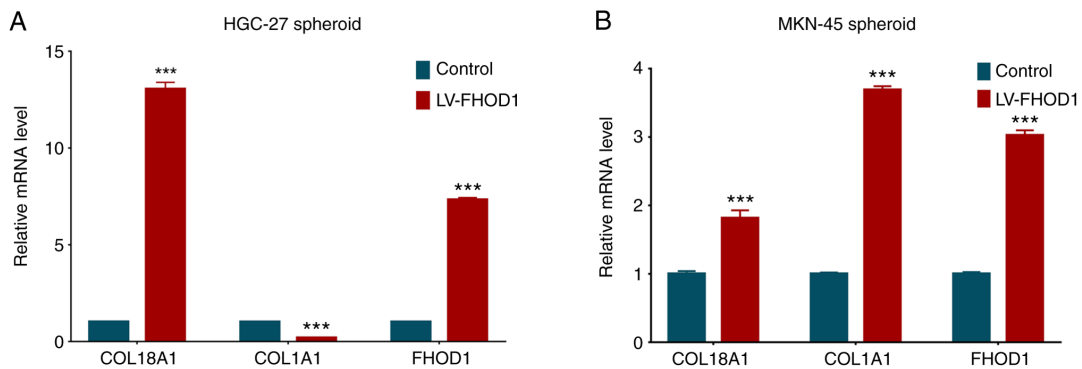 A
HGC-27 spheroid
15
10
5
0
Relative mRNA level
***
***
***
Control
LV-FHOD1
COL18A1
COL1A1
FHOD1
B
MKN-45 spheroid
4
3
2
1
0
Relative mRNA level
***
***
***
Control
LV-FHOD1
COL18A1
COL1A1
FHOD1